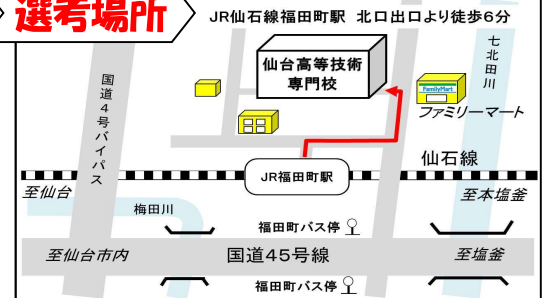 選考場所
JR仙石線福田町駅 北口出口より徒歩6分
仙台高等技術
専門校
七北田川
国道4号バイパス
FamilyMart
ファミリーマート
仙石線
JR福田町駅
至仙台
至本塩釜
梅田川
福田町バス停
至仙台市内
国道45号線
至塩釜
福田町バス停